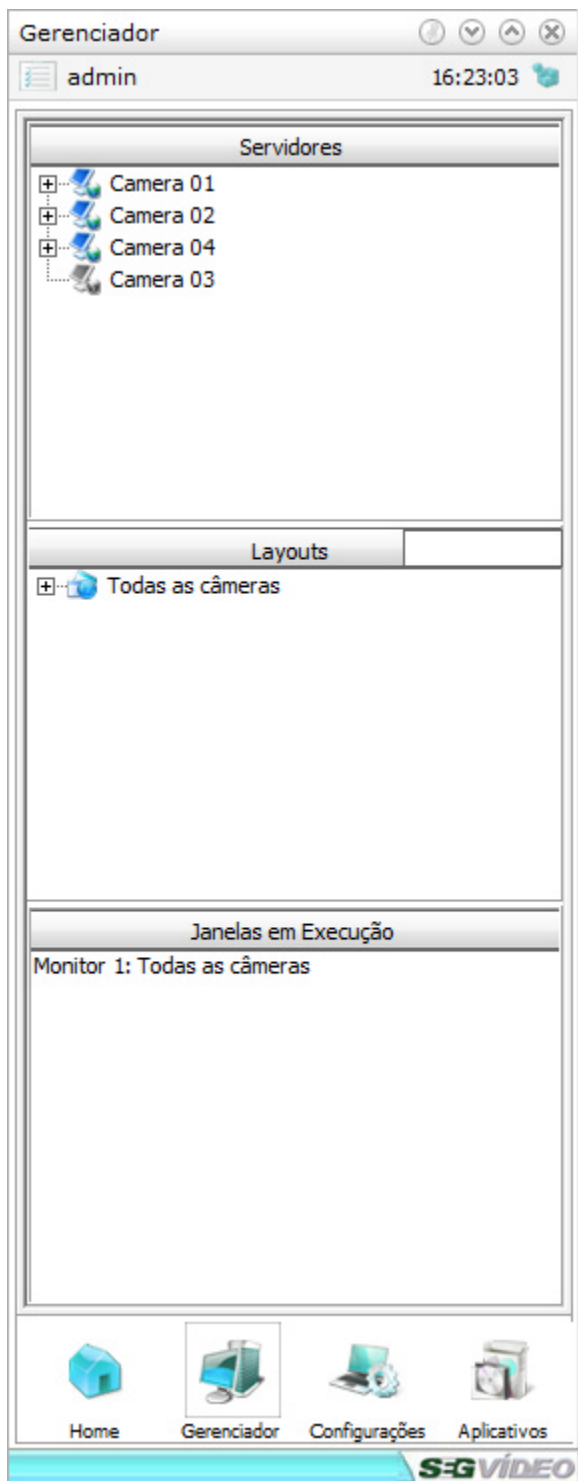 Gerenciador
admin 16:23:03
Servidores
Camera 01
Camera 02
Camera 04
Camera 03
Layouts
Todas as câmeras
Janelas em Execução
Monitor 1: Todas as câmeras
Home Gerenciador Configurações Aplicativos
SEGVÍDEO